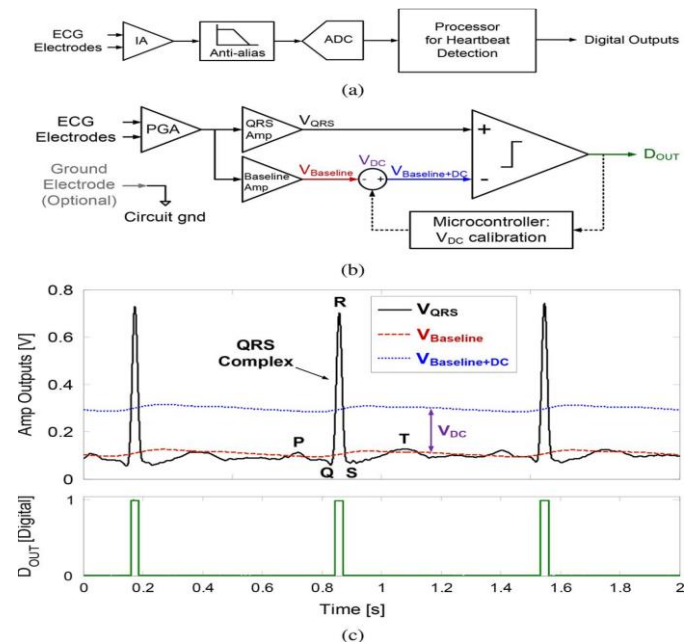 ECG
Electrodes
IA
Anti-alias
ADC
Processor
for Heartbeat
Detection
Digital Outputs
(a)
ECG
Electrodes
PGA
QRS
Amp
VQRS
Baseline
Amp
VBaseline
VDC
- +
VBaseline+DC
+
-
DOUT
Ground
Electrode
(Optional)
Circuit gnd
Microcontroller:
VDC calibration
(b)
Amp Outputs [V]
0.8
0.6
0.4
0.2
0
QRS
Complex
R
P
Q
S
T
VDC
VQRS
VBaseline
VBaseline+DC
DOUT [Digital]
1
0
0 0.2 0.4 0.6 0.8 1 1.2 1.4 1.6 1.8 2
Time [s]
(c)